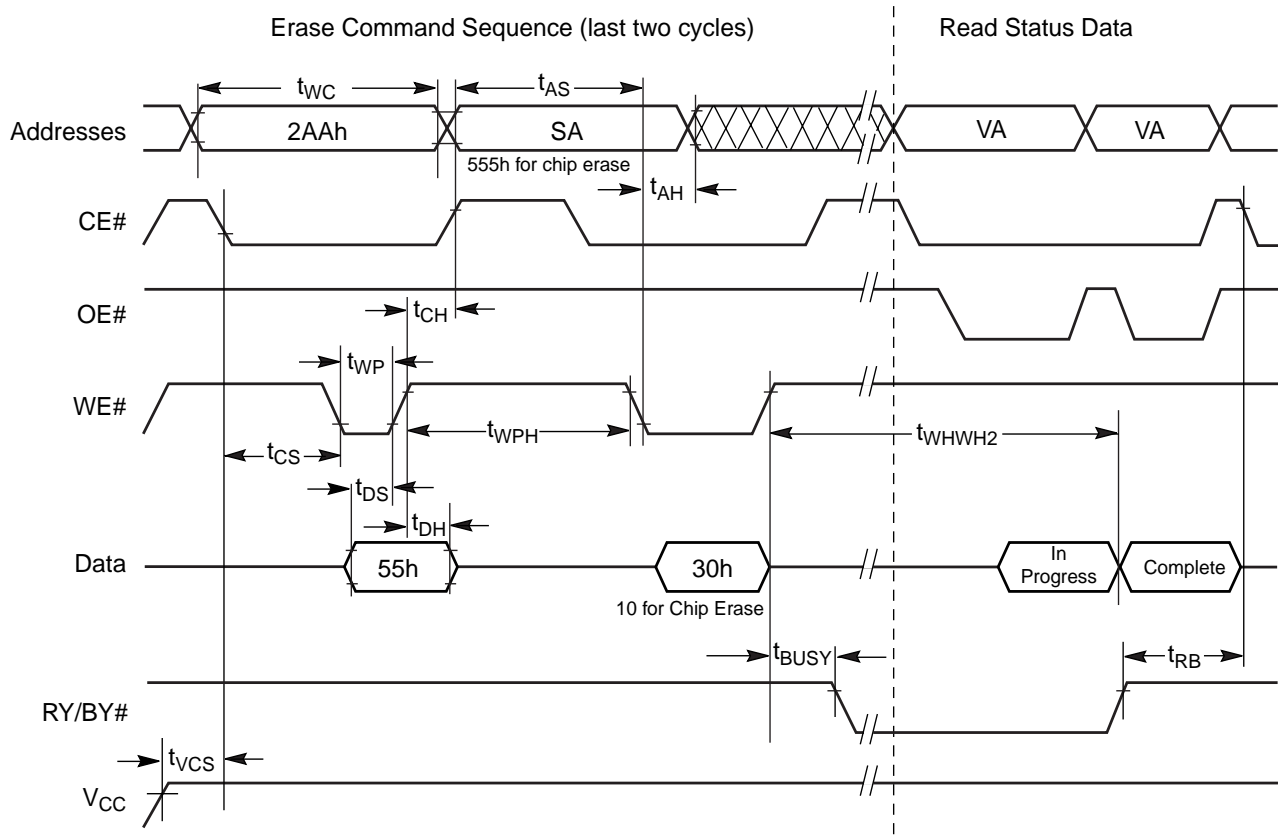 Erase Command Sequence (last two cycles)
Read Status Data
tWC
tAS
Addresses
2AAh
SA
VA
VA
555h for chip erase
tAH
CE#
OE#
tCH
tWP
WE#
tWPH
tWHWH2
tCS
tDS
tDH
Data
55h
30h
In
Progress
Complete
10 for Chip Erase
tBUSY
tRB
RY/BY#
tVCS
VCC